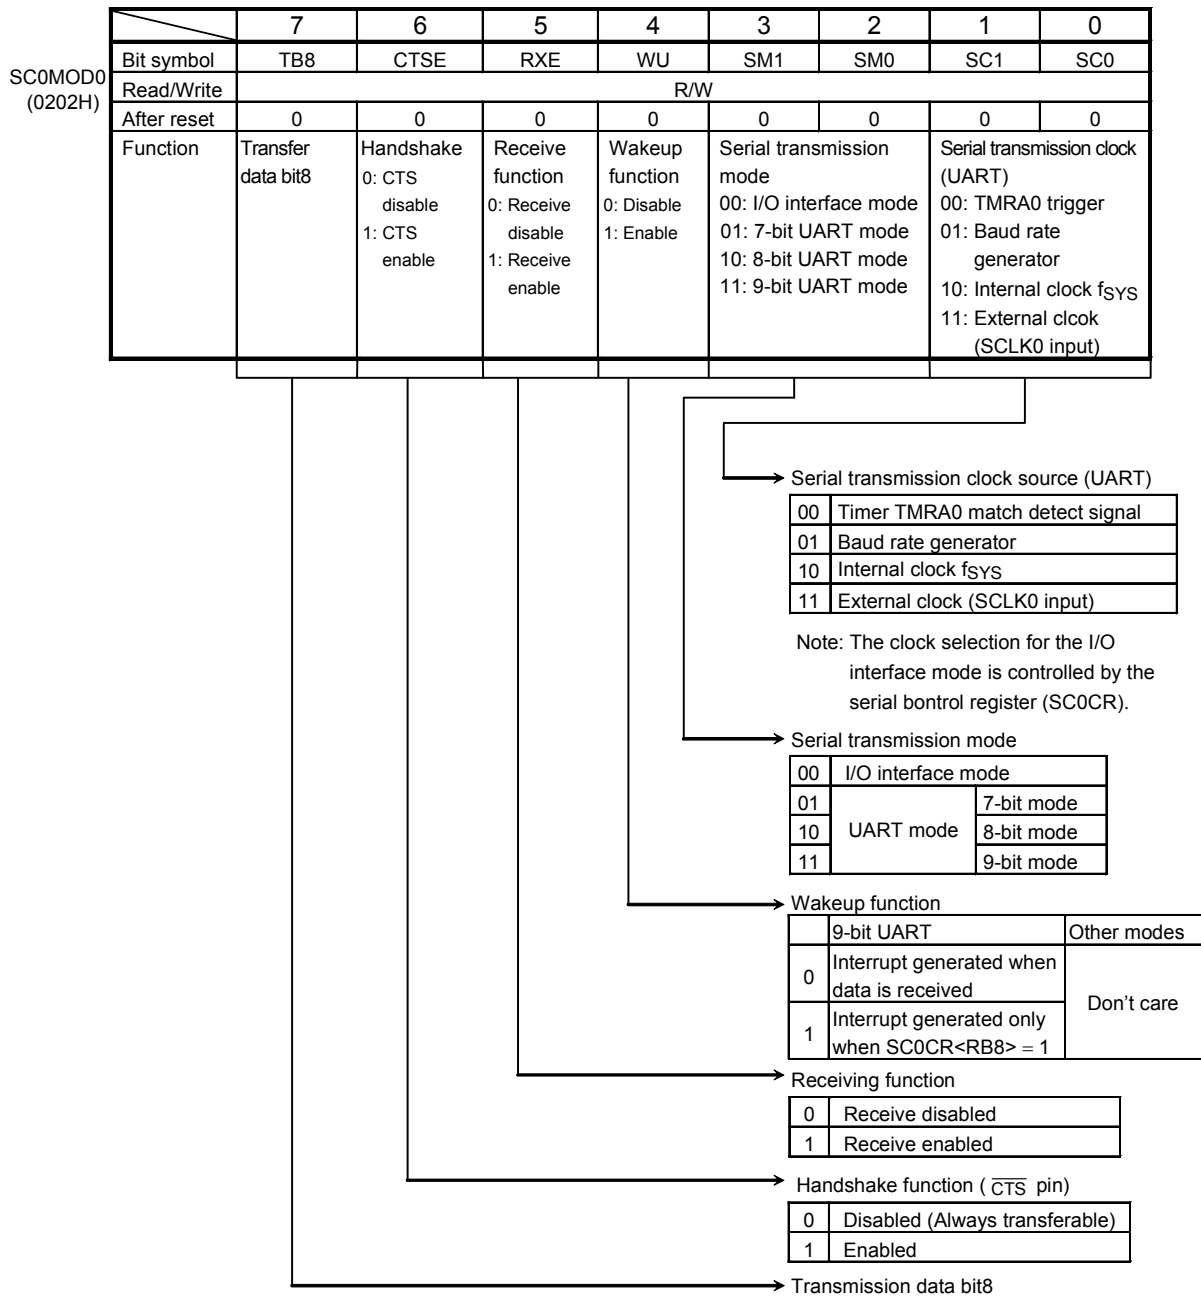 7 6 5 4 3 2 1 0
SC0MOD0
(0202H)
Bit symbol TB8 CTSE RXE WU SM1 SM0 SC1 SC0
Read/Write R/W
After reset 0 0 0 0 0 0 0 0
Function
Transfer
data bit8
Handshake
0: CTS
disable
1: CTS
enable
Receive
function
0: Receive
disable
1: Receive
enable
Wakeup
function
0: Disable
1: Enable
Serial transmission
mode
00: I/O interface mode
01: 7-bit UART mode
10: 8-bit UART mode
11: 9-bit UART mode
Serial transmission clock
(UART)
00: TMRA0 trigger
01: Baud rate
generator
10: Internal clock fSYS
11: External clcok
(SCLK0 input)
Serial transmission clock source (UART)
00 Timer TMRA0 match detect signal
01 Baud rate generator
10 Internal clock fSYS
11 External clock (SCLK0 input)
Note: The clock selection for the I/O
interface mode is controlled by the
serial bontrol register (SC0CR).
Serial transmission mode
00 I/O interface mode
01 7-bit mode
10 UART mode 8-bit mode
11 9-bit mode
Wakeup function
9-bit UART Other modes
0 Interrupt generated when
data is received
Don't care
1 Interrupt generated only
when SC0CR<RB8> = 1
Receiving function
0 Receive disabled
1 Receive enabled
Handshake function ( C̅T̅S̅ pin)
0 Disabled (Always transferable)
1 Enabled
Transmission data bit8